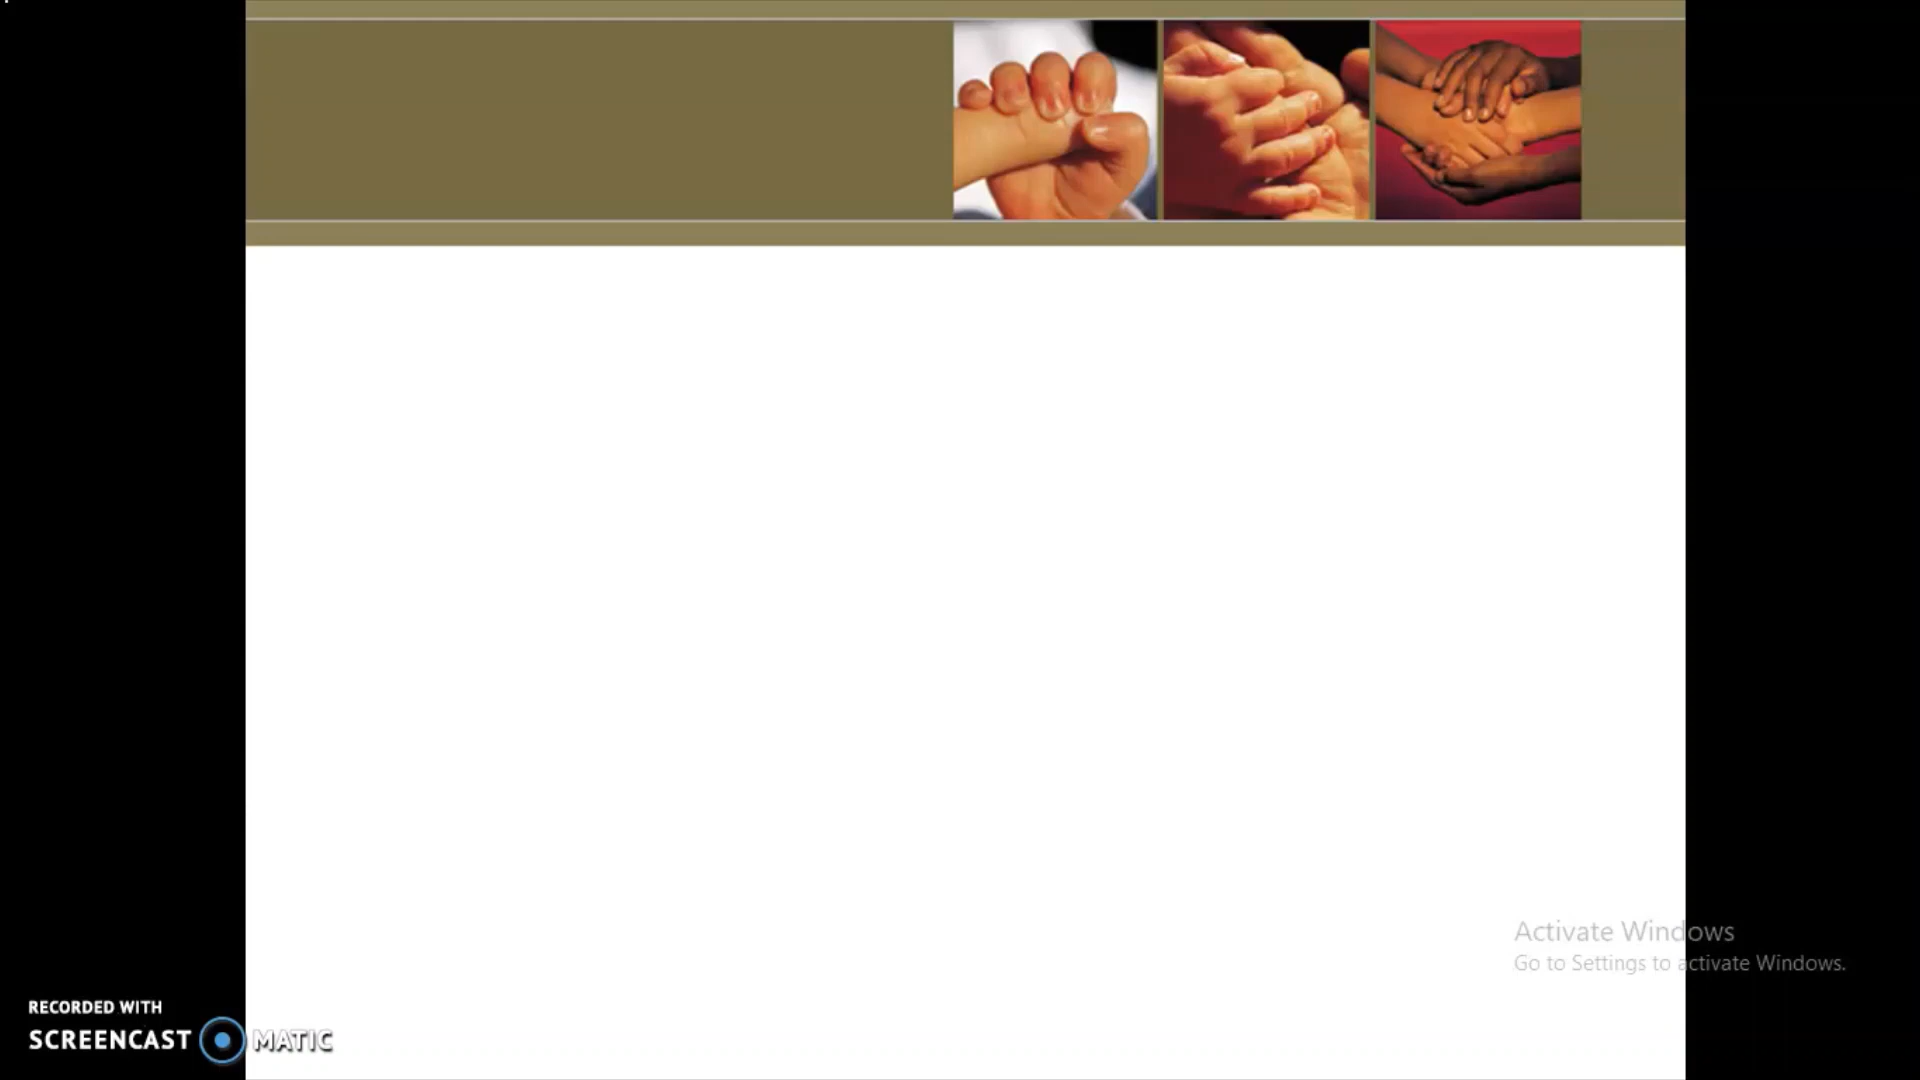 Activate Windows
Go to Settings to activate Windows.
RECORDED WITH
SCREENCAST MATIC